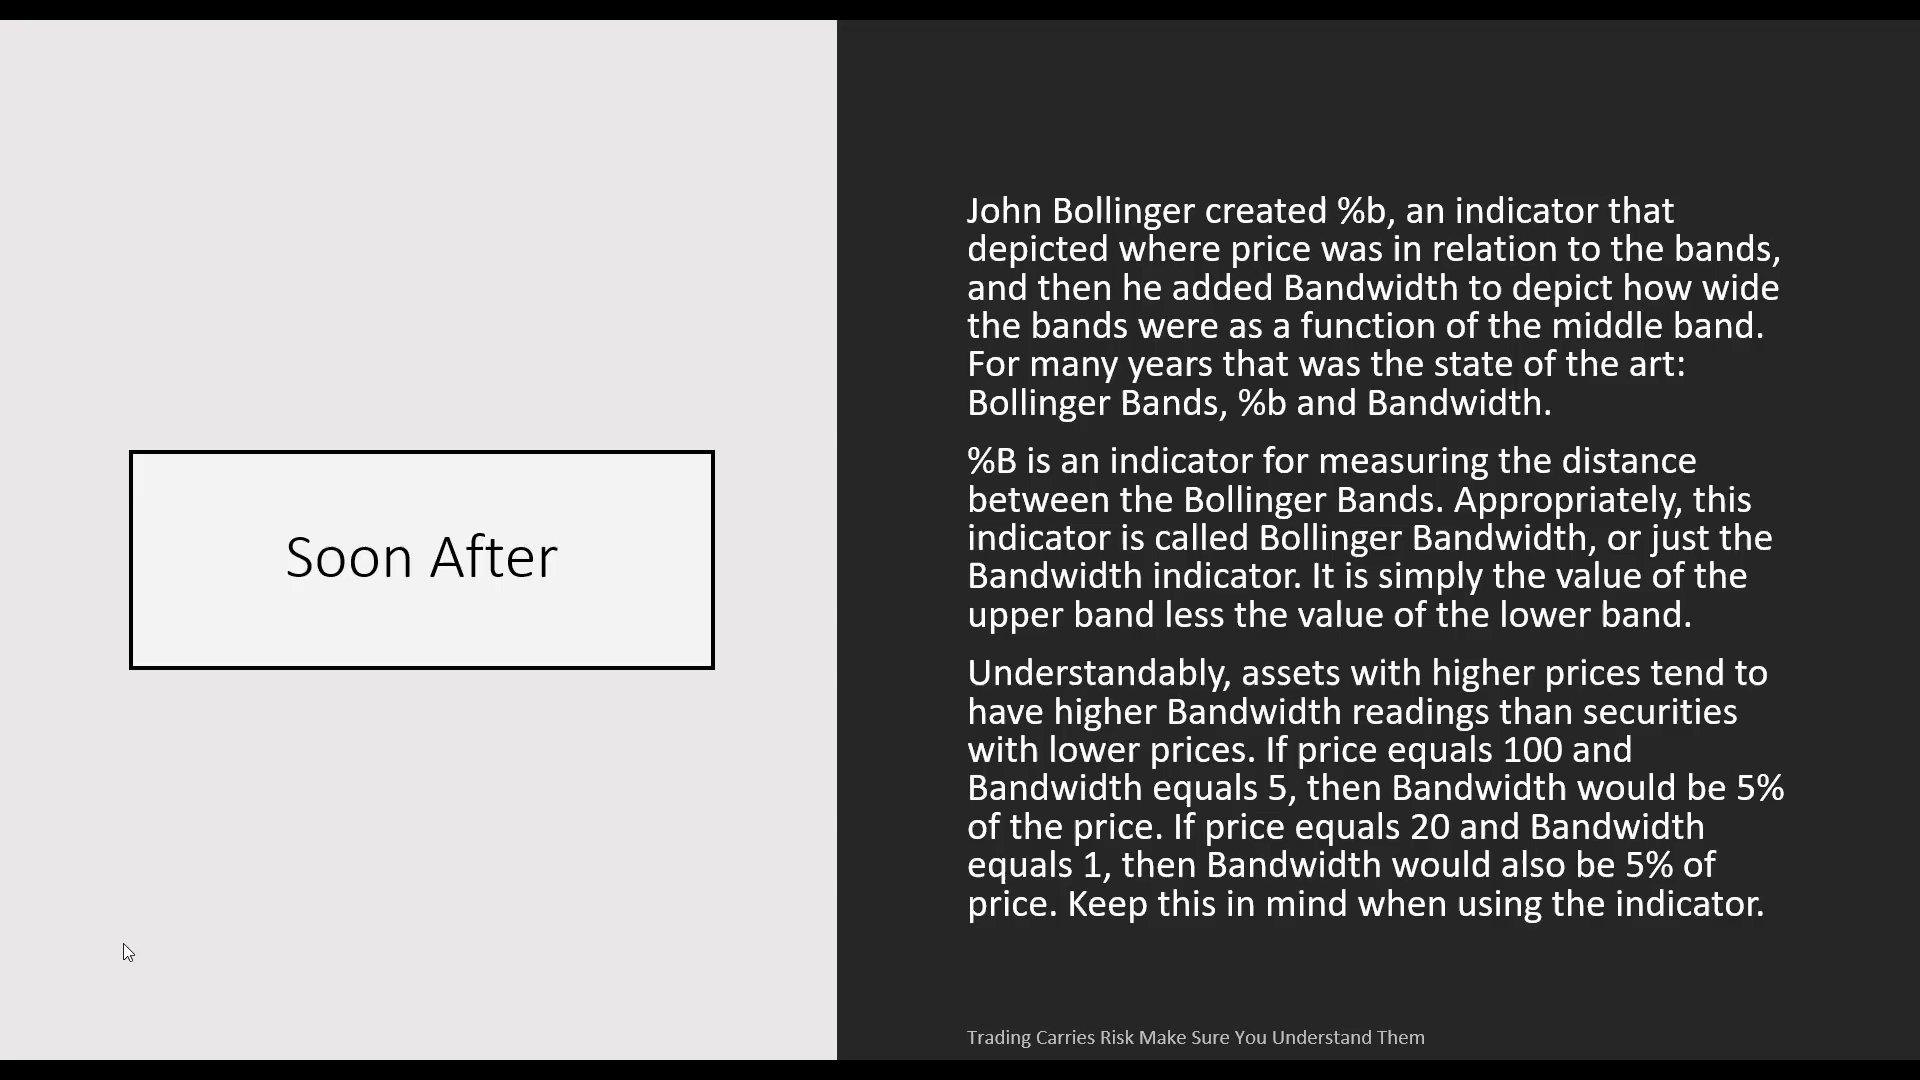 Soon After
John Bollinger created %b, an indicator that
depicted where price was in relation to the bands,
and then he added Bandwidth to depict how wide
the bands were as a function of the middle band.
For many years that was the state of the art:
Bollinger Bands, %b and Bandwidth.
%B is an indicator for measuring the distance
between the Bollinger Bands. Appropriately, this
indicator is called Bollinger Bandwidth, or just the
Bandwidth indicator. It is simply the value of the
upper band less the value of the lower band.
Understandably, assets with higher prices tend to
have higher Bandwidth readings than securities
with lower prices. If price equals 100 and
Bandwidth equals 5, then Bandwidth would be 5%
of the price. If price equals 20 and Bandwidth
equals 1, then Bandwidth would also be 5% of
price. Keep this in mind when using the indicator.
Trading Carries Risk Make Sure You Understand Them